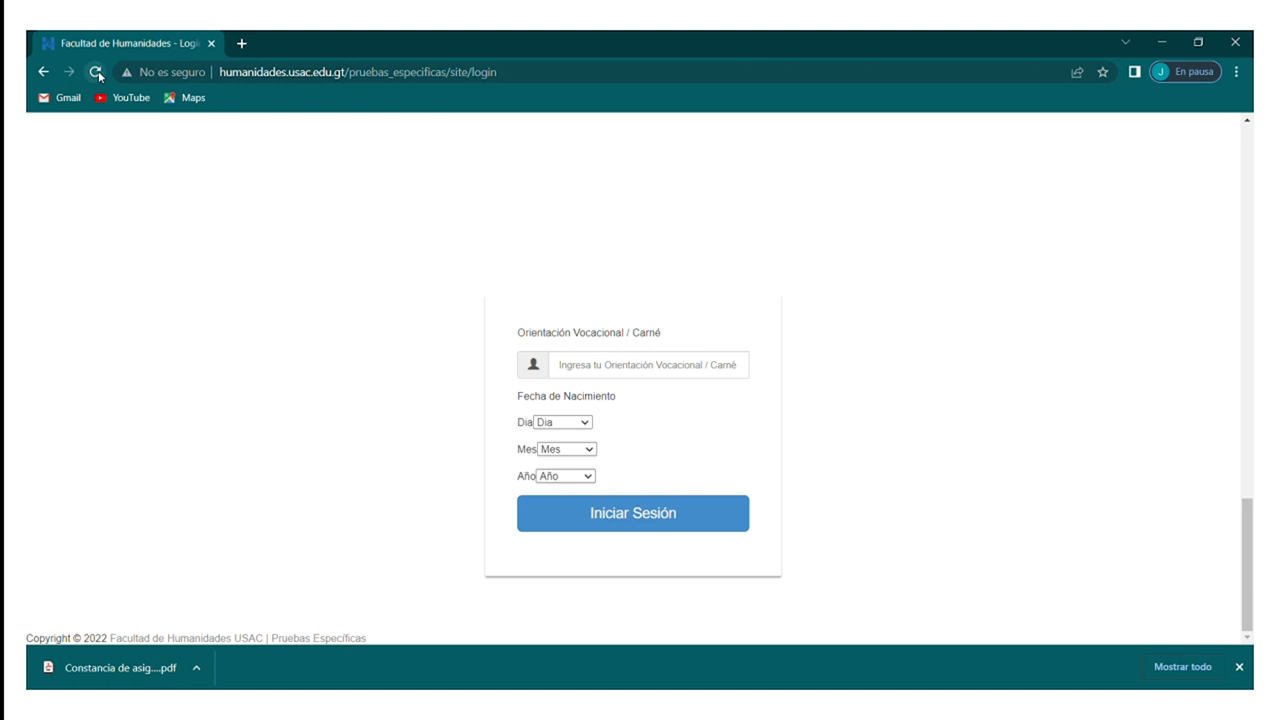 Facultad de Humanidades - Logi
No es seguro | humanidades.usac.edu.gt/pruebas_especificas/site/login
J En pausa
Gmail YouTube Maps
Orientación Vocacional / Carné
Ingresa tu Orientación Vocacional / Carné
Fecha de Nacimiento
Dia Dia
Mes Mes
Año Año
Iniciar Sesión
Copyright © 2022 Facultad de Humanidades USAC | Pruebas Específicas
Constancia de asig....pdf
Mostrar todo